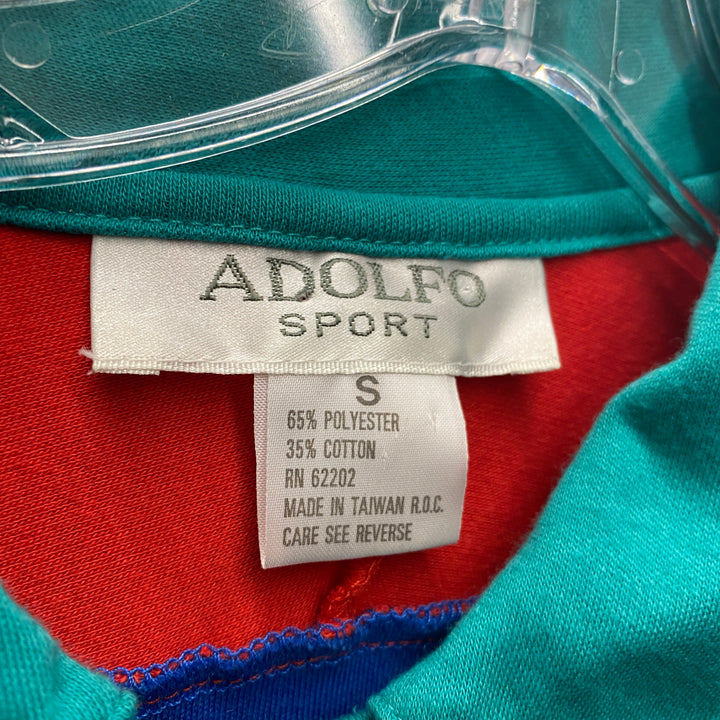 ADOLFO
SPORT
S
65% POLYESTER
35% COTTON
RN 62202
MADE IN TAIWAN R.O.C.
CARE SEE REVERSE